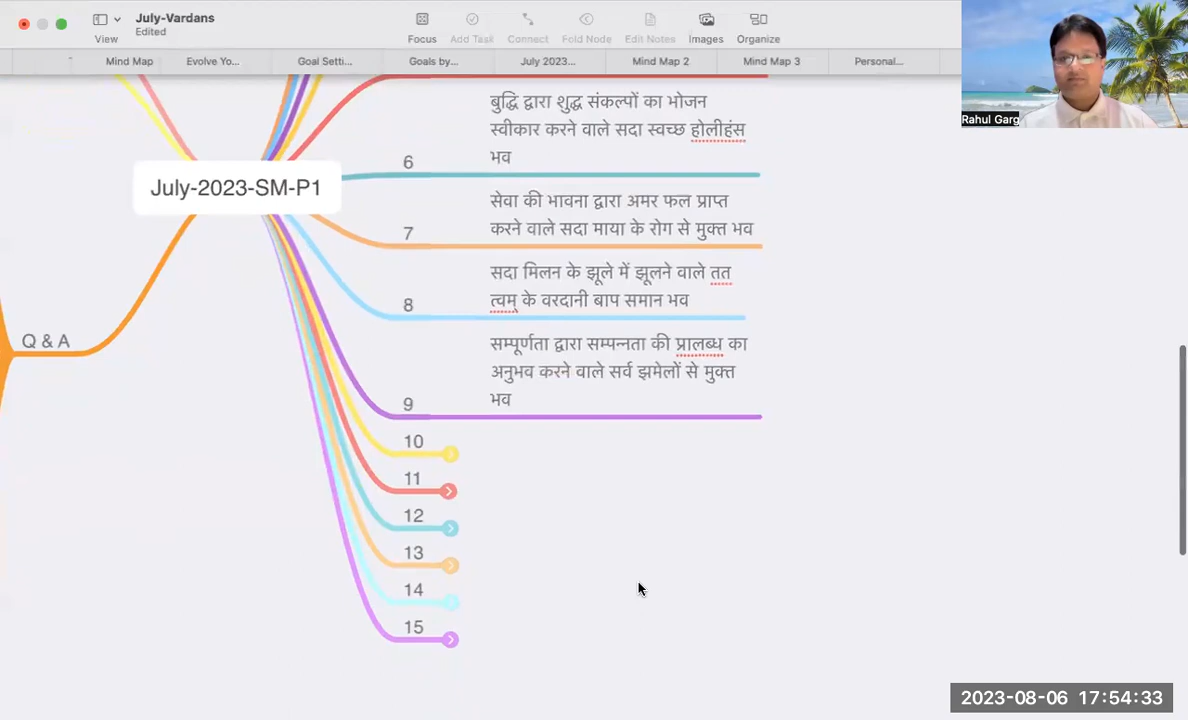 July-Vardans
Edited
View
Focus
Add Task
Connect
Fold Node
Edit Notes
Images
Organize
Mind Map
Evolve Yo...
Goal Setti...
Goals by...
July 2023...
Mind Map 2
Mind Map 3
Personal...
Rahul Garg
July-2023-SM-P1
Q & A
बुद्धि द्वारा शुद्ध संकल्पों का भोजन
स्वीकार करने वाले सदा स्वच्छ होलीहंस
भव
6
सेवा की भावना द्वारा अमर फल प्राप्त
करने वाले सदा माया के रोग से मुक्त भव
7
सदा मिलन के झूले में झूलने वाले तत
त्वम् के वरदानी बाप समान भव
8
सम्पूर्णता द्वारा सम्पन्नता की प्रालब्ध का
अनुभव करने वाले सर्व झमेलों से मुक्त
भव
9
10
11
12
13
14
15
2023-08-06 17:54:33